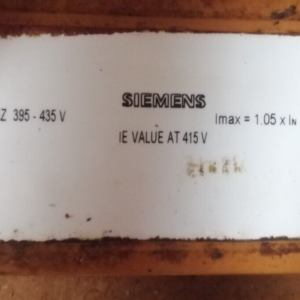 Z 395 - 435 V
SIEMENS
Imax = 1.05 x IN
IE VALUE AT 415 V